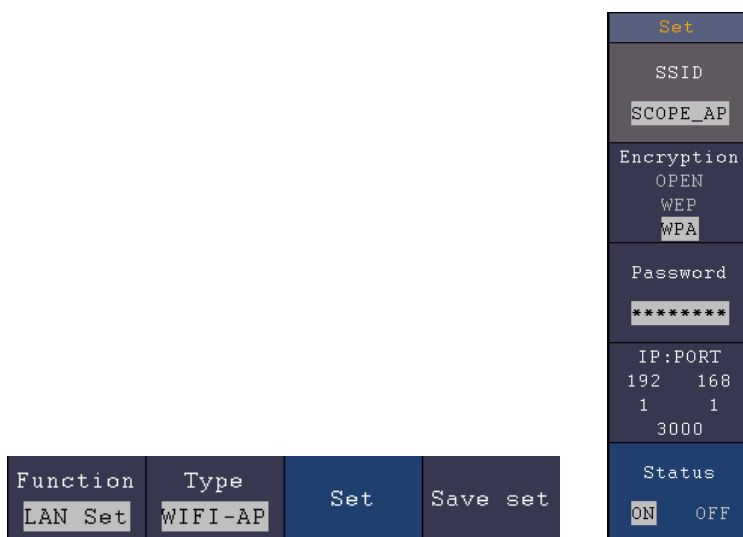 Set
SSID
SCOPE_AP
Encryption
OPEN
WEP
WPA
Password
********
IP:PORT
192 168
1 1
3000
Status
ON OFF
Function Type Set Save set
LAN Set WIFI-AP